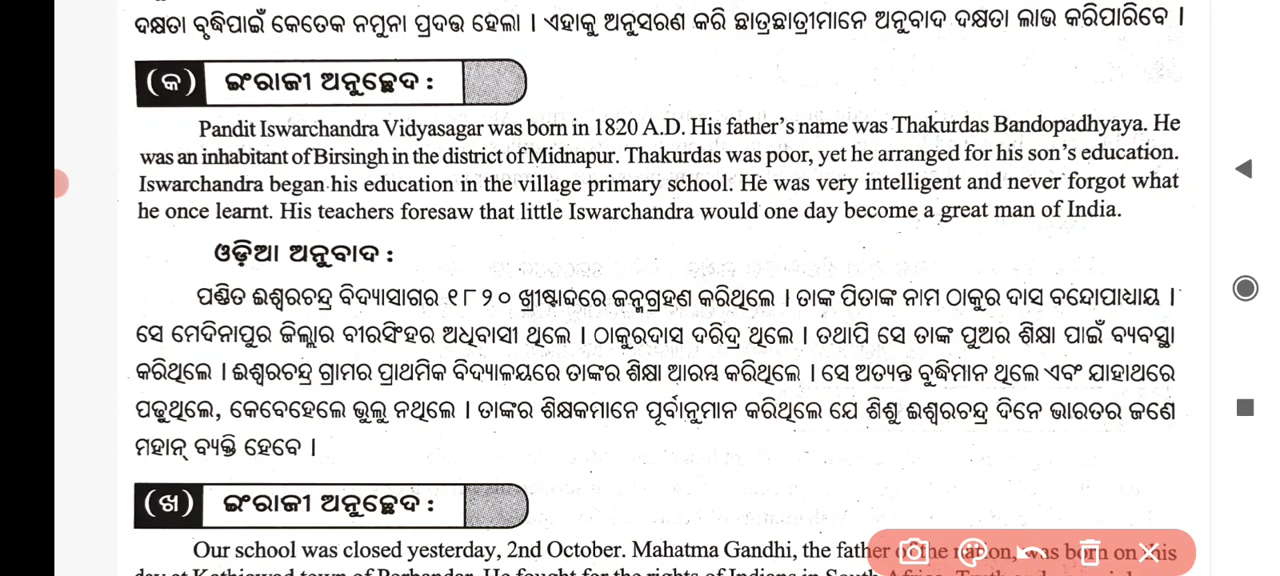 ଦକ୍ଷତା ବୃଦ୍ଧିପାଇଁ କେତେକ ନମୁନା ପ୍ରଦତ୍ତ ହେଲା । ଏହାକୁ ଅନୁସରଣ କରି ଛାତ୍ରଛାତ୍ରୀମାନେ ଅନୁବାଦ ଦକ୍ଷତା ଲାଭ କରିପାରିବେ ।
(କ) ଇଂରାଜୀ ଅନୁଚ୍ଛେଦ :
Pandit Iswarchandra Vidyasagar was born in 1820 A.D. His father's name was Thakurdas Bandopadhyaya. He
was an inhabitant of Birsingh in the district of Midnapur. Thakurdas was poor, yet he arranged for his son's education.
Iswarchandra began his education in the village primary school. He was very intelligent and never forgot what
he once learnt. His teachers foresaw that little Iswarchandra would one day become a great man of India.
ଓଡ଼ିଆ ଅନୁବାଦ :
ପଣ୍ଡିତ ଈଶ୍ୱରଚନ୍ଦ୍ର ବିଦ୍ୟାସାଗର ୧୮୨୦ ଖ୍ରୀଷ୍ଟାବ୍ଦରେ ଜନ୍ମଗ୍ରହଣ କରିଥିଲେ । ତାଙ୍କ ପିତାଙ୍କ ନାମ ଠାକୁର ଦାସ ବନ୍ଦୋପାଧ୍ୟାୟ ।
ସେ ମେଦିନାପୁର ଜିଲ୍ଲାର ବୀରସିଂହର ଅଧିବାସୀ ଥିଲେ । ଠାକୁରଦାସ ଦରିଦ୍ର ଥିଲେ । ତଥାପି ସେ ତାଙ୍କ ପୁଅର ଶିକ୍ଷା ପାଇଁ ବ୍ୟବସ୍ଥା
କରିଥିଲେ । ଈଶ୍ୱରଚନ୍ଦ୍ର ଗ୍ରାମର ପ୍ରାଥମିକ ବିଦ୍ୟାଳୟରେ ତାଙ୍କର ଶିକ୍ଷା ଆରମ୍ଭ କରିଥିଲେ । ସେ ଅତ୍ୟନ୍ତ ବୁଦ୍ଧିମାନ ଥିଲେ ଏବଂ ଯାହାଥରେ
ପଢୁଥିଲେ, କେବେହେଲେ ଭୁଲୁ ନଥିଲେ । ତାଙ୍କର ଶିକ୍ଷକମାନେ ପୂର୍ବାନୁମାନ କରିଥିଲେ ଯେ ଶିଶୁ ଈଶ୍ୱରଚନ୍ଦ୍ର ଦିନେ ଭାରତର ଜଣେ
ମହାନ୍ ବ୍ୟକ୍ତି ହେବେ ।
(ଖ) ଇଂରାଜୀ ଅନୁଚ୍ଛେଦ :
Our school was closed yesterday, 2nd October. Mahatma Gandhi, the father of the nation, was born on this